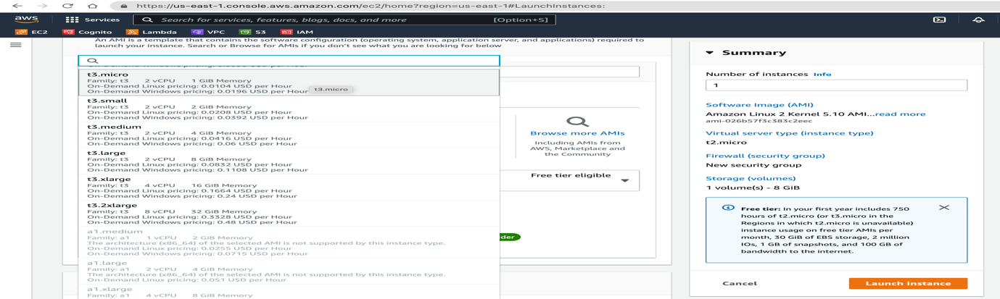 https://us-east-1.console.aws.amazon.com/ec2/home?region=us-east-1#LaunchInstances:
aws
Services
Search for services, features, blogs, docs, and more
[Option+S]
EC2
Cognito
Lambda
VPC
S3
IAM
An AMI is a template that contains the software configuration (operating system, application server, and applications) required to
launch your instance. Search or Browse for AMIs if you don't see what you are looking for below
t3.micro
Family: t3 2 vCPU 1 GiB Memory
On-Demand Linux pricing: 0.0104 USD per Hour
On-Demand Windows pricing: 0.0196 USD per Hour
t3.micro
t3.small
Family: t3 2 vCPU 2 GiB Memory
On-Demand Linux pricing: 0.0208 USD per Hour
On-Demand Windows pricing: 0.0392 USD per Hour
t3.medium
Family: t3 2 vCPU 4 GiB Memory
On-Demand Linux pricing: 0.0416 USD per Hour
On-Demand Windows pricing: 0.06 USD per Hour
t3.large
Family: t3 2 vCPU 8 GiB Memory
On-Demand Linux pricing: 0.0832 USD per Hour
On-Demand Windows pricing: 0.1108 USD per Hour
t3.xlarge
Family: t3 4 vCPU 16 GiB Memory
On-Demand Linux pricing: 0.1664 USD per Hour
On-Demand Windows pricing: 0.24 USD per Hour
t3.2xlarge
Family: t3 8 vCPU 32 GiB Memory
On-Demand Linux pricing: 0.3328 USD per Hour
On-Demand Windows pricing: 0.48 USD per Hour
a1.medium
Family: a1 1 vCPU 2 GiB Memory
The architecture (x86_64) of the selected AMI is not supported by this instance type.
On-Demand Linux pricing: 0.0255 USD per Hour
On-Demand Windows pricing: 0.0715 USD per Hour
a1.large
Family: a1 2 vCPU 4 GiB Memory
The architecture (x86_64) of the selected AMI is not supported by this instance type.
On-Demand Linux pricing: 0.051 USD per Hour
a1.xlarge
Family: a1 4 vCPU 8 GiB Memory
Browse more AMIs
Including AMIs from
AWS, Marketplace and
the Community
Free tier eligible
der
Summary
Number of instances Info
1
Software Image (AMI)
Amazon Linux 2 Kernel 5.10 AMI...read more
ami-026b57f3c383c2eec
Virtual server type (instance type)
t2.micro
Firewall (security group)
New security group
Storage (volumes)
1 volume(s) - 8 GiB
Free tier: In your first year includes 750
hours of t2.micro (or t3.micro in the
Regions in which t2.micro is unavailable)
instance usage on free tier AMIs per
month, 30 GiB of EBS storage, 2 million
IOs, 1 GB of snapshots, and 100 GB of
bandwidth to the internet.
Cancel
Launch instance